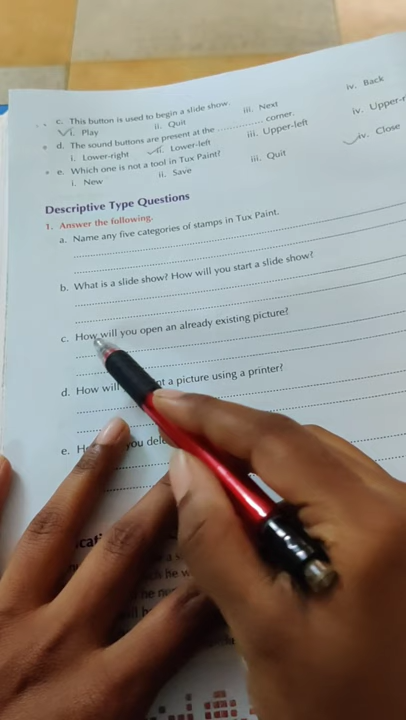 c. This button is used to begin a slide show.
i. Play ii. Quit iii. Next iv. Back
d. The sound buttons are present at the .............. corner.
i. Lower-right ii. Lower-left iii. Upper-left iv. Upper-r
e. Which one is not a tool in Tux Paint?
i. New ii. Save iii. Quit iv. Close
Descriptive Type Questions
1. Answer the following.
a. Name any five categories of stamps in Tux Paint.
b. What is a slide show? How will you start a slide show?
c. How will you open an already existing picture?
d. How will a picture using a printer?
e. you dele
he w